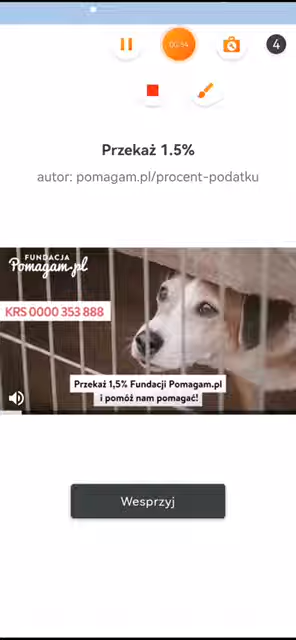 00:54
4
Przekaż 1.5%
autor: pomagam.pl/procent-podatku
FUNDACJA
Pomagam.pl
KRS 0000 353 888
Przekaż 1,5% Fundacji Pomagam.pl
i pomóż nam pomagać!
Wesprzyj